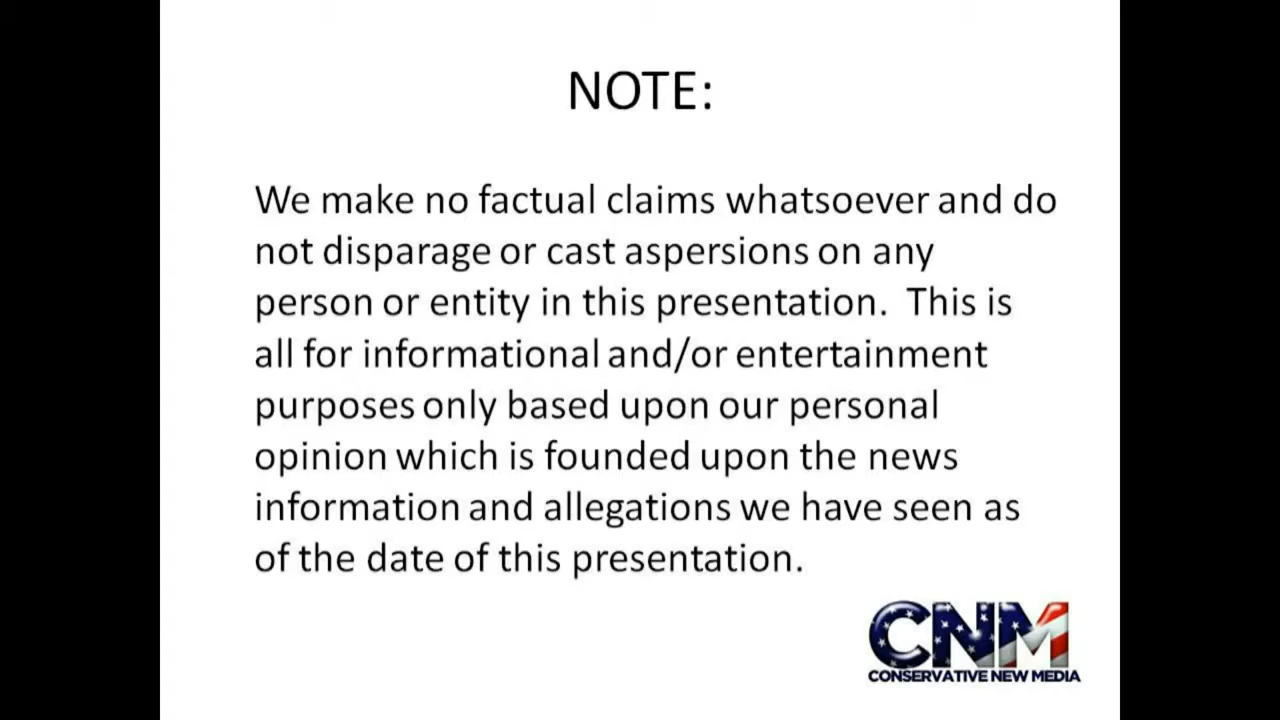 NOTE:
We make no factual claims whatsoever and do
not disparage or cast aspersions on any
person or entity in this presentation.  This is
all for informational and/or entertainment
purposes only based upon our personal
opinion which is founded upon the news
information and allegations we have seen as
of the date of this presentation.
CNM
CONSERVATIVE NEW MEDIA